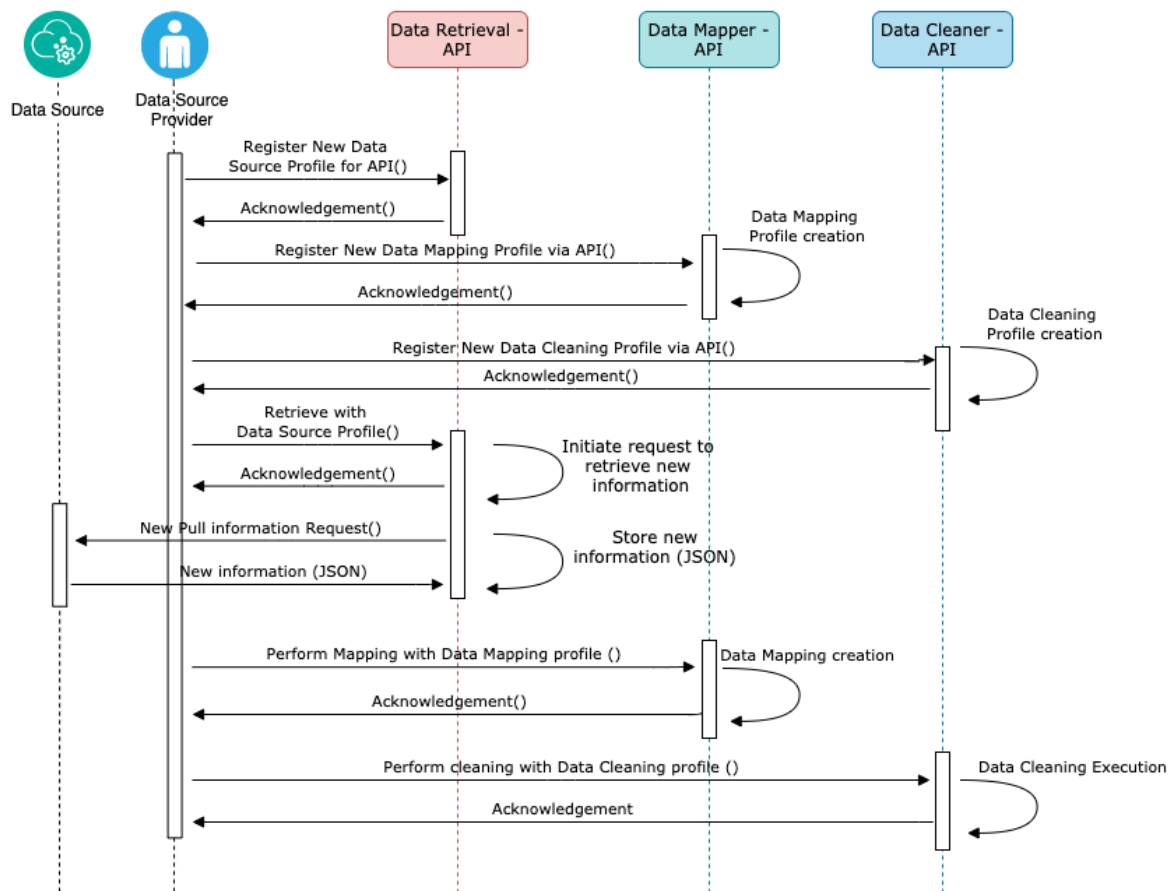 Data Retrieval -
API
Data Mapper -
API
Data Cleaner -
API
Data Source
Data Source
Provider
Register New Data
Source Profile for API()
Acknowledgement()
Data Mapping
Profile creation
Register New Data Mapping Profile via API()
Acknowledgement()
Data Cleaning
Profile creation
Register New Data Cleaning Profile via API()
Acknowledgement()
Retrieve with
Data Source Profile()
Initiate request to
retrieve new
information
Acknowledgement()
New Pull information Request()
Store new
information (JSON)
New information (JSON)
Perform Mapping with Data Mapping profile ()
Data Mapping creation
Acknowledgement()
Perform cleaning with Data Cleaning profile ()
Data Cleaning Execution
Acknowledgement